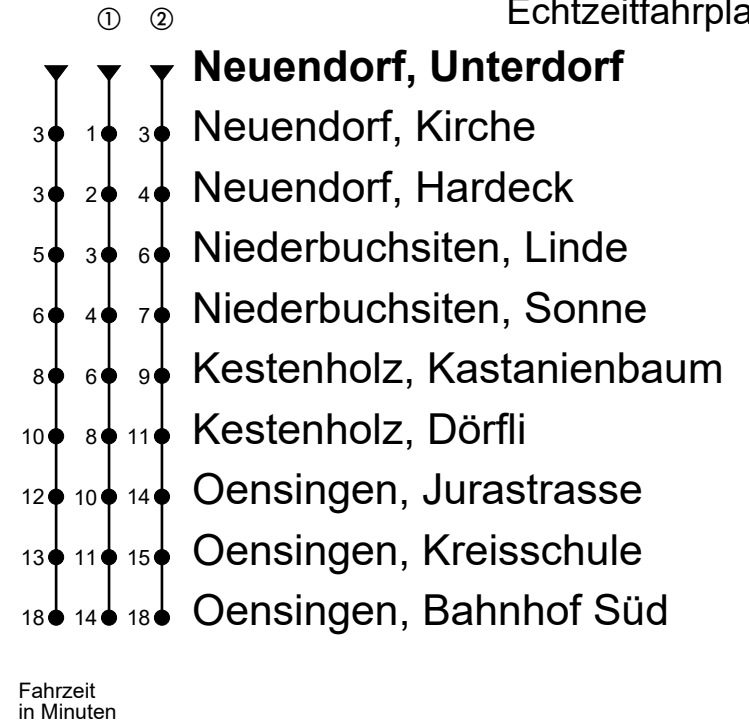 ① ② Echtzeitfahrpla
Neuendorf, Unterdorf
3 1 3 Neuendorf, Kirche
3 2 4 Neuendorf, Hardeck
5 3 6 Niederbuchsiten, Linde
6 4 7 Niederbuchsiten, Sonne
8 6 9 Kestenholz, Kastanienbaum
10 8 11 Kestenholz, Dörfli
12 10 14 Oensingen, Jurastrasse
13 11 15 Oensingen, Kreisschule
18 14 18 Oensingen, Bahnhof Süd
Fahrzeit
in Minuten